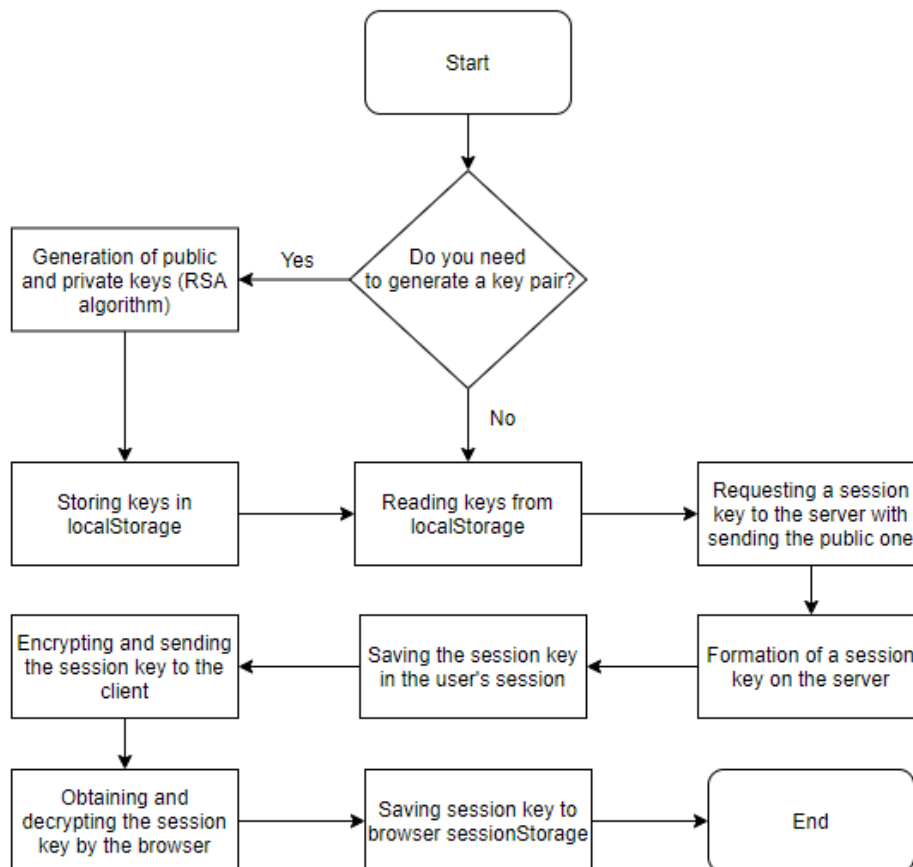 Start
Do you need
to generate a key pair?
Yes
Generation of public
and private keys (RSA
algorithm)
No
Storing keys in
localStorage
Reading keys from
localStorage
Requesting a session
key to the server with
sending the public one
Formation of a session
key on the server
Saving the session key
in the user's session
Encrypting and sending
the session key to the
client
Obtaining and
decrypting the session
key by the browser
Saving session key to
browser sessionStorage
End